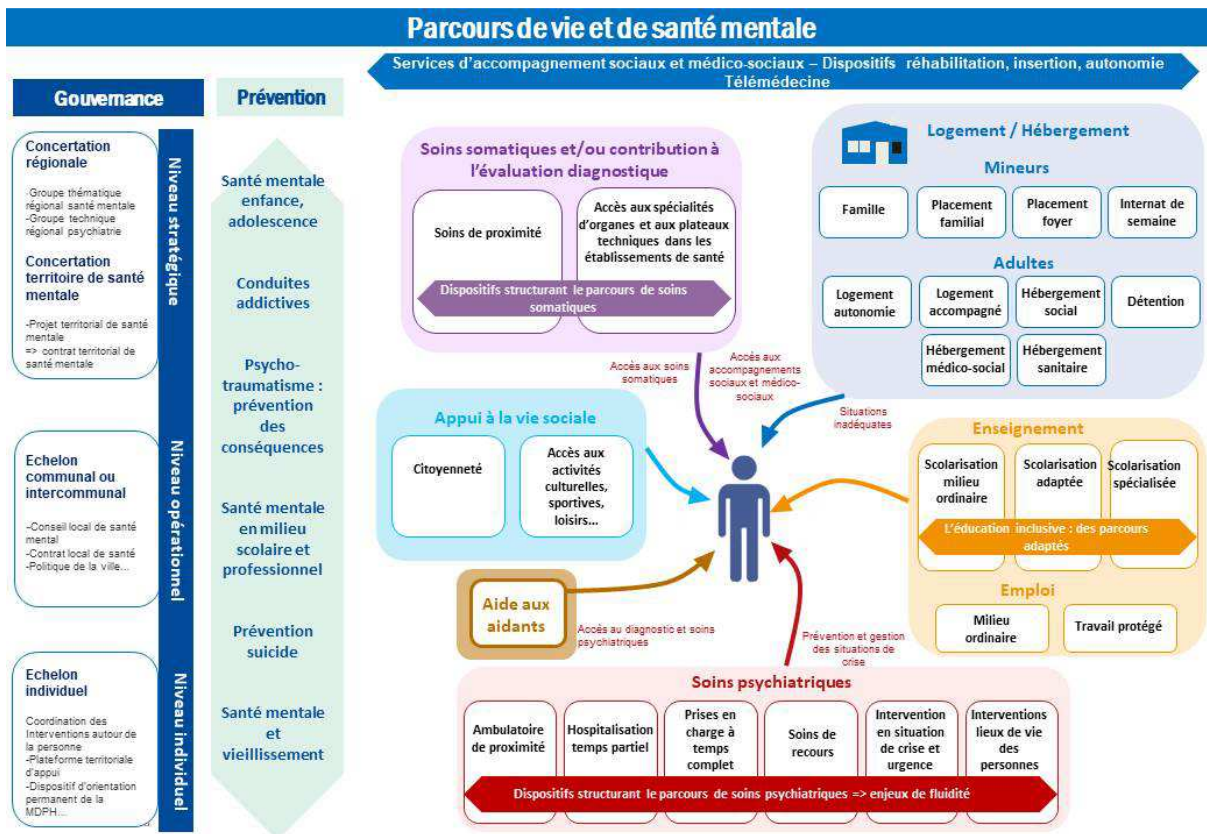 Parcours de vie et de santé mentale
Services d'accompagnement sociaux et médico-sociaux – Dispositifs réhabilitation, insertion, autonomie
Télémédecine
Gouvernance
Concertation
régionale
-Groupe thématique
régional santé mentale
-Groupe technique
régional psychiatrie
Concertation
territoire de santé
mentale
-Projet territorial de santé
mentale
=> contrat territorial de
santé mentale
Niveau stratégique
Echelon
communal ou
intercommunal
-Conseil local de santé
mental
-Contrat local de santé
-Politique de la ville...
Niveau opérationnel
Echelon
individuel
Coordination des
Interventions autour de
la personne
-Plateforme territoriale
d'appui
-Dispositif d'orientation
permanent de la
MDPH...
Niveau individuel
Prévention
Santé mentale
enfance,
adolescence
Conduites
addictives
Psycho-
traumatisme :
prévention
des
conséquences
Santé mentale
en milieu
scolaire et
professionnel
Prévention
suicide
Santé mentale
et
vieillissement
Soins somatiques et/ou contribution à
l'évaluation diagnostique
Soins de proximité
Accès aux spécialités
d'organes et aux plateaux
techniques dans les
établissements de santé
Dispositifs structurant le parcours de soins
somatiques
Logement / Hébergement
Mineurs
Famille
Placement
familial
Placement
foyer
Internat de
semaine
Adultes
Logement
autonomie
Logement
accompagné
Hébergement
social
Détention
Hébergement
médico-social
Hébergement
sanitaire
Accès aux soins
somatiques
Accès aux
accompagnements
sociaux et médico-
sociaux
Situations
inadéquates
Appui à la vie sociale
Citoyenneté
Accès aux
activités
culturelles,
sportives,
loisirs...
Enseignement
Scolarisation
milieu
ordinaire
Scolarisation
adaptée
Scolarisation
spécialisée
L'éducation inclusive : des parcours
adaptés
Emploi
Milieu
ordinaire
Travail protégé
Aide aux
aidants
Accès au diagnostic et soins
psychiatriques
Prévention et gestion
des situations de
crise
Soins psychiatriques
Ambulatoire
de proximité
Hospitalisation
temps partiel
Prises en
charge à
temps
complet
Soins de
recours
Intervention
en situation
de crise et
urgence
Interventions
lieux de vie
des
personnes
Dispositifs structurant le parcours de soins psychiatriques => enjeux de fluidité